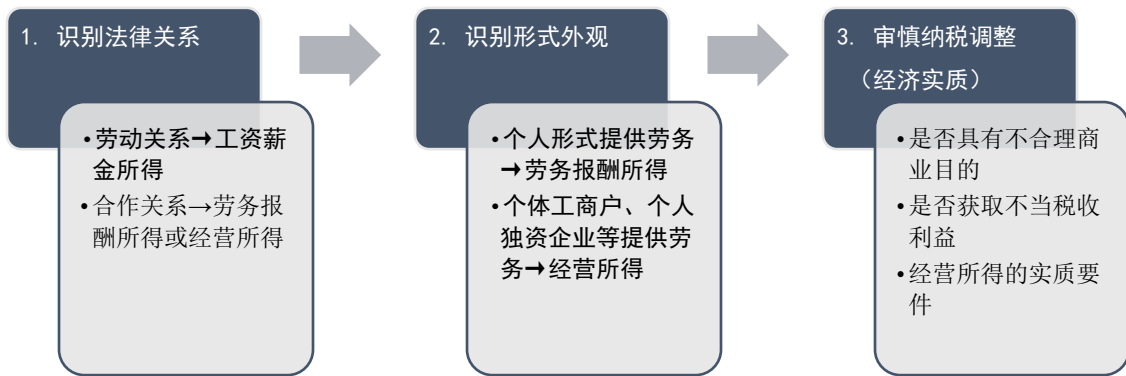 1. 识别法律关系
•劳动关系→工资薪
金所得
•合作关系→劳务报
酬所得或经营所得
2. 识别形式外观
•个人形式提供劳务
→劳务报酬所得
•个体工商户、个人
独资企业等提供劳
务→经营所得
3. 审慎纳税调整
（经济实质）
•是否具有不合理商
业目的
•是否获取不当税收
利益
•经营所得的实质要
件